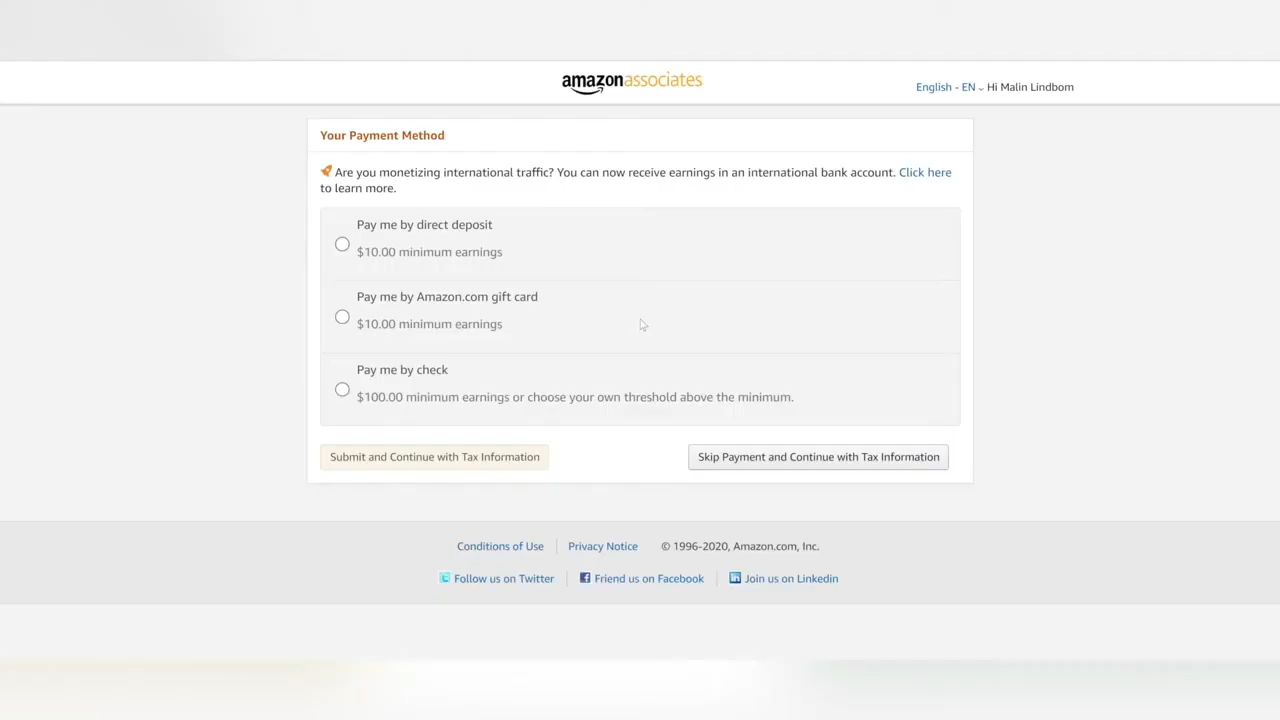 amazonassociates
English - EN Hi Malin Lindbom
Your Payment Method
Are you monetizing international traffic? You can now receive earnings in an international bank account. Click here
to learn more.
Pay me by direct deposit
$10.00 minimum earnings
Pay me by Amazon.com gift card
$10.00 minimum earnings
Pay me by check
$100.00 minimum earnings or choose your own threshold above the minimum.
Submit and Continue with Tax Information
Skip Payment and Continue with Tax Information
Conditions of Use
Privacy Notice
© 1996-2020, Amazon.com, Inc.
Follow us on Twitter
Friend us on Facebook
Join us on Linkedin